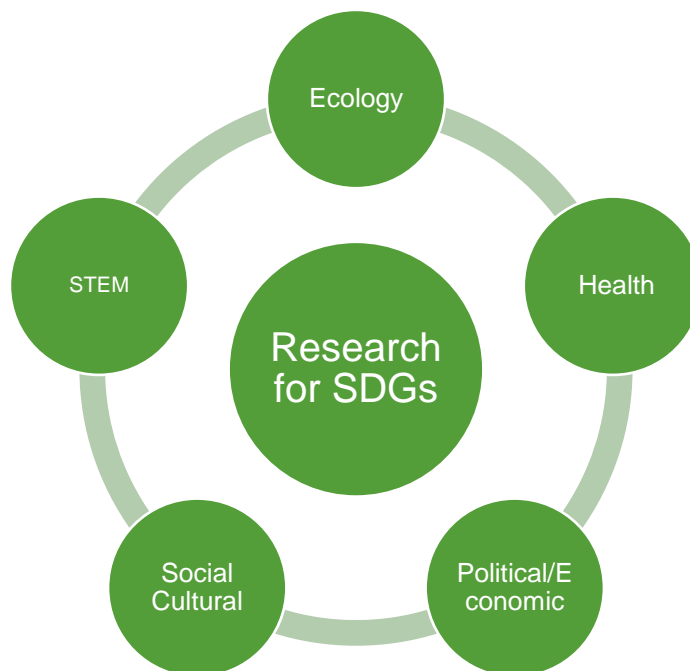 Ecology
Health
STEM
Research
for SDGs
Social
Cultural
Political/E
conomic